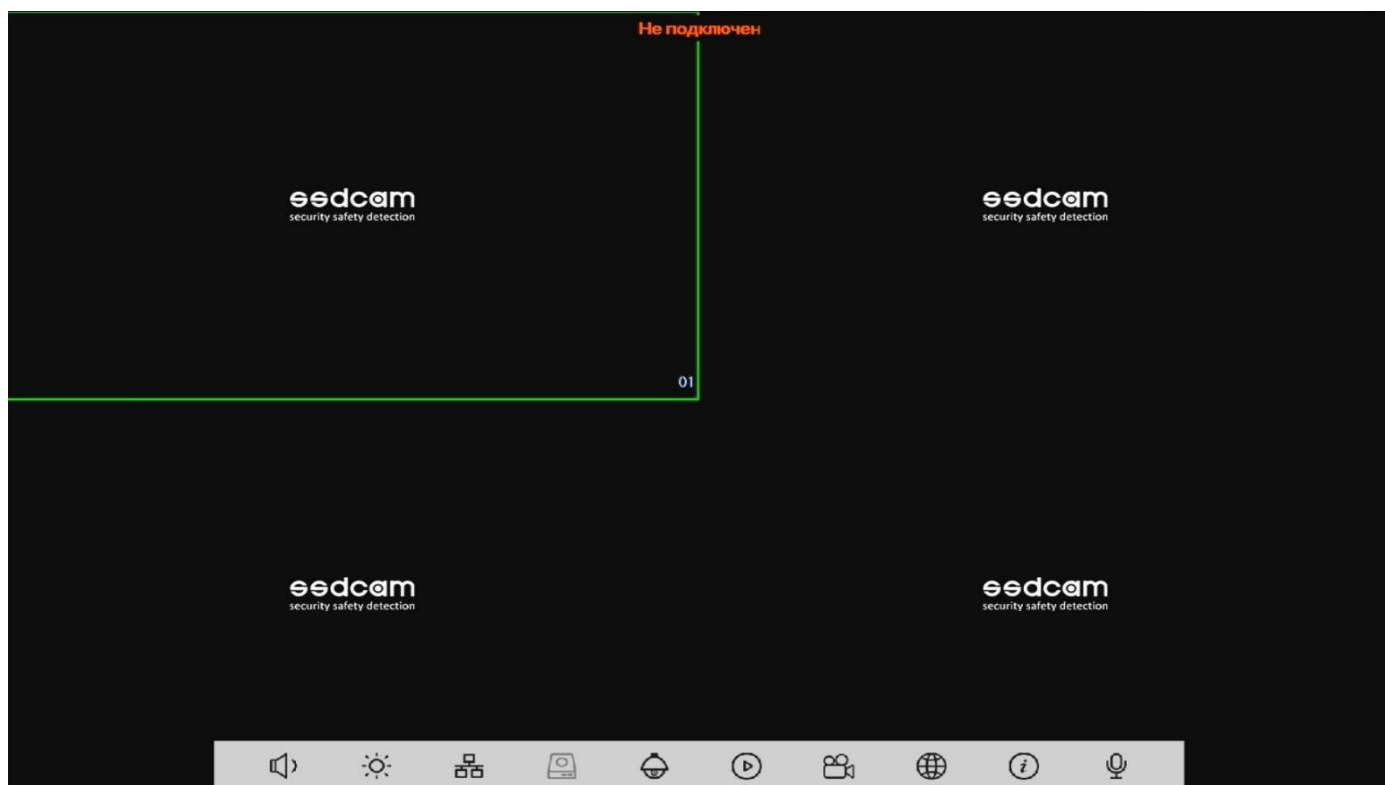 Не подключен
ssdcam
security safety detection
ssdcam
security safety detection
01
ssdcam
security safety detection
ssdcam
security safety detection